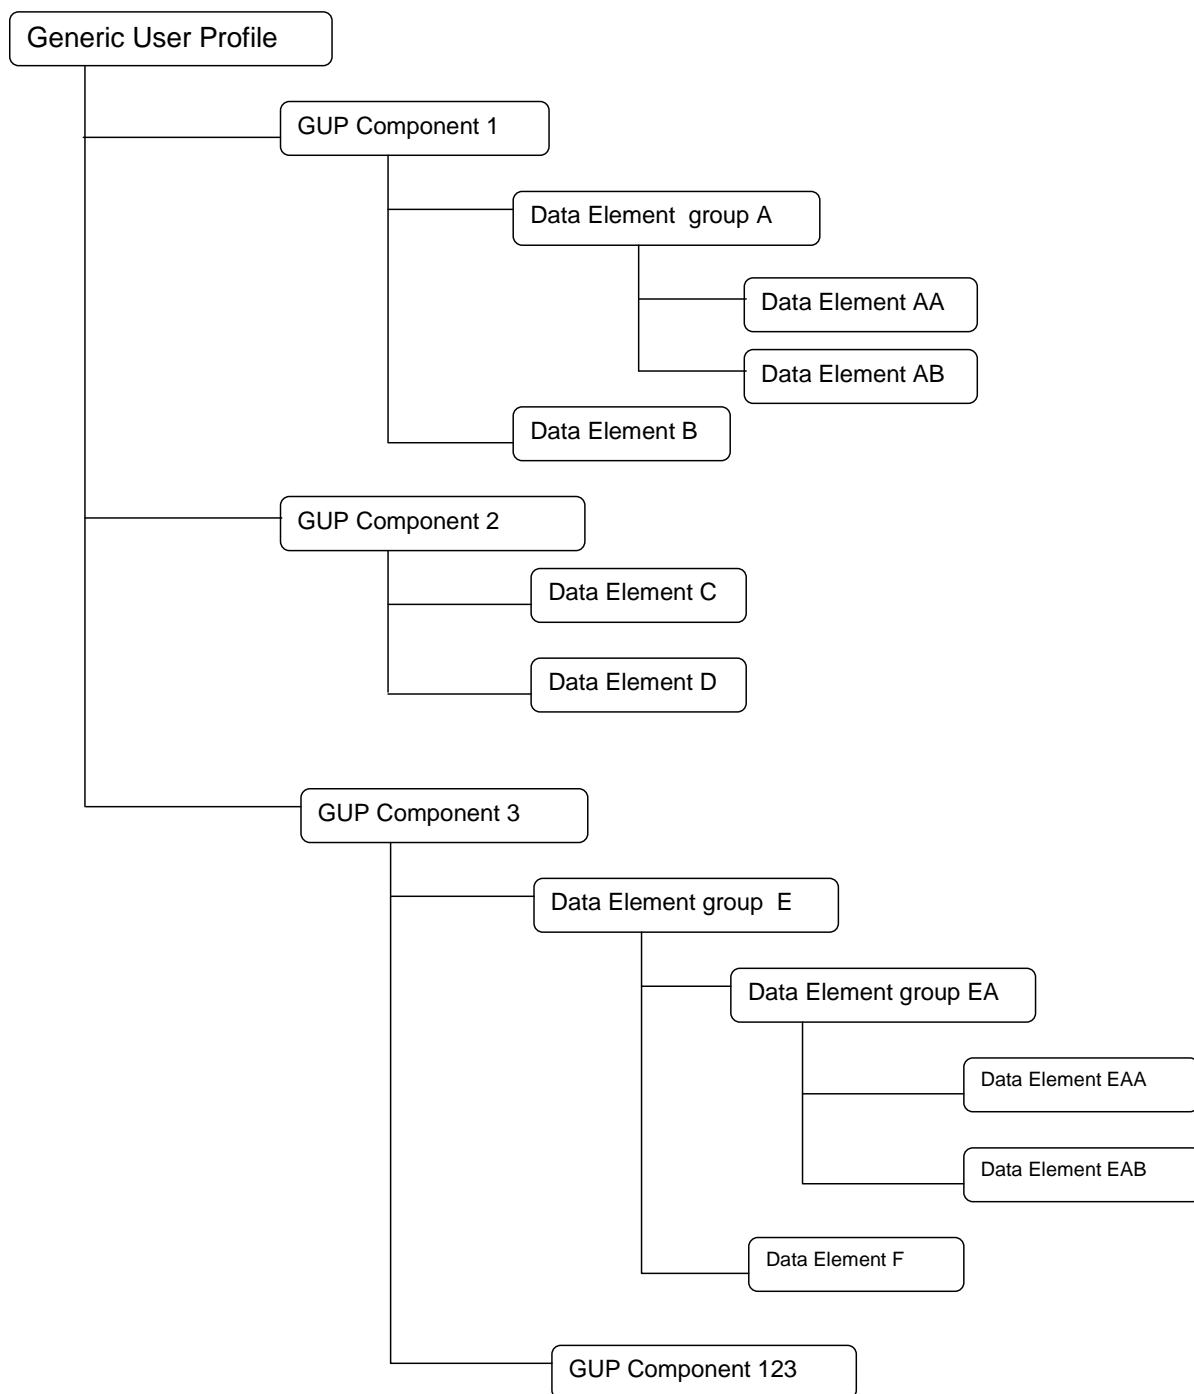 Generic User Profile
GUP Component 1
Data Element  group A
Data Element AA
Data Element AB
Data Element B
GUP Component 2
Data Element C
Data Element D
GUP Component 3
Data Element group  E
Data Element group EA
Data Element EAA
Data Element EAB
Data Element F
GUP Component 123